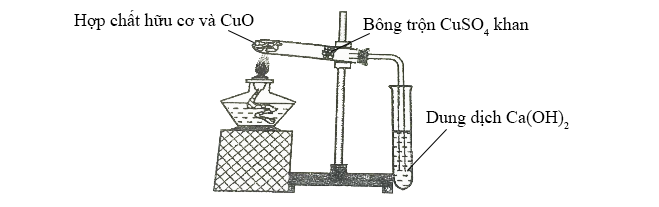 Hợp chất hữu cơ và CuO
Bông trộn CuSO₄ khan
Dung dịch Ca(OH)₂